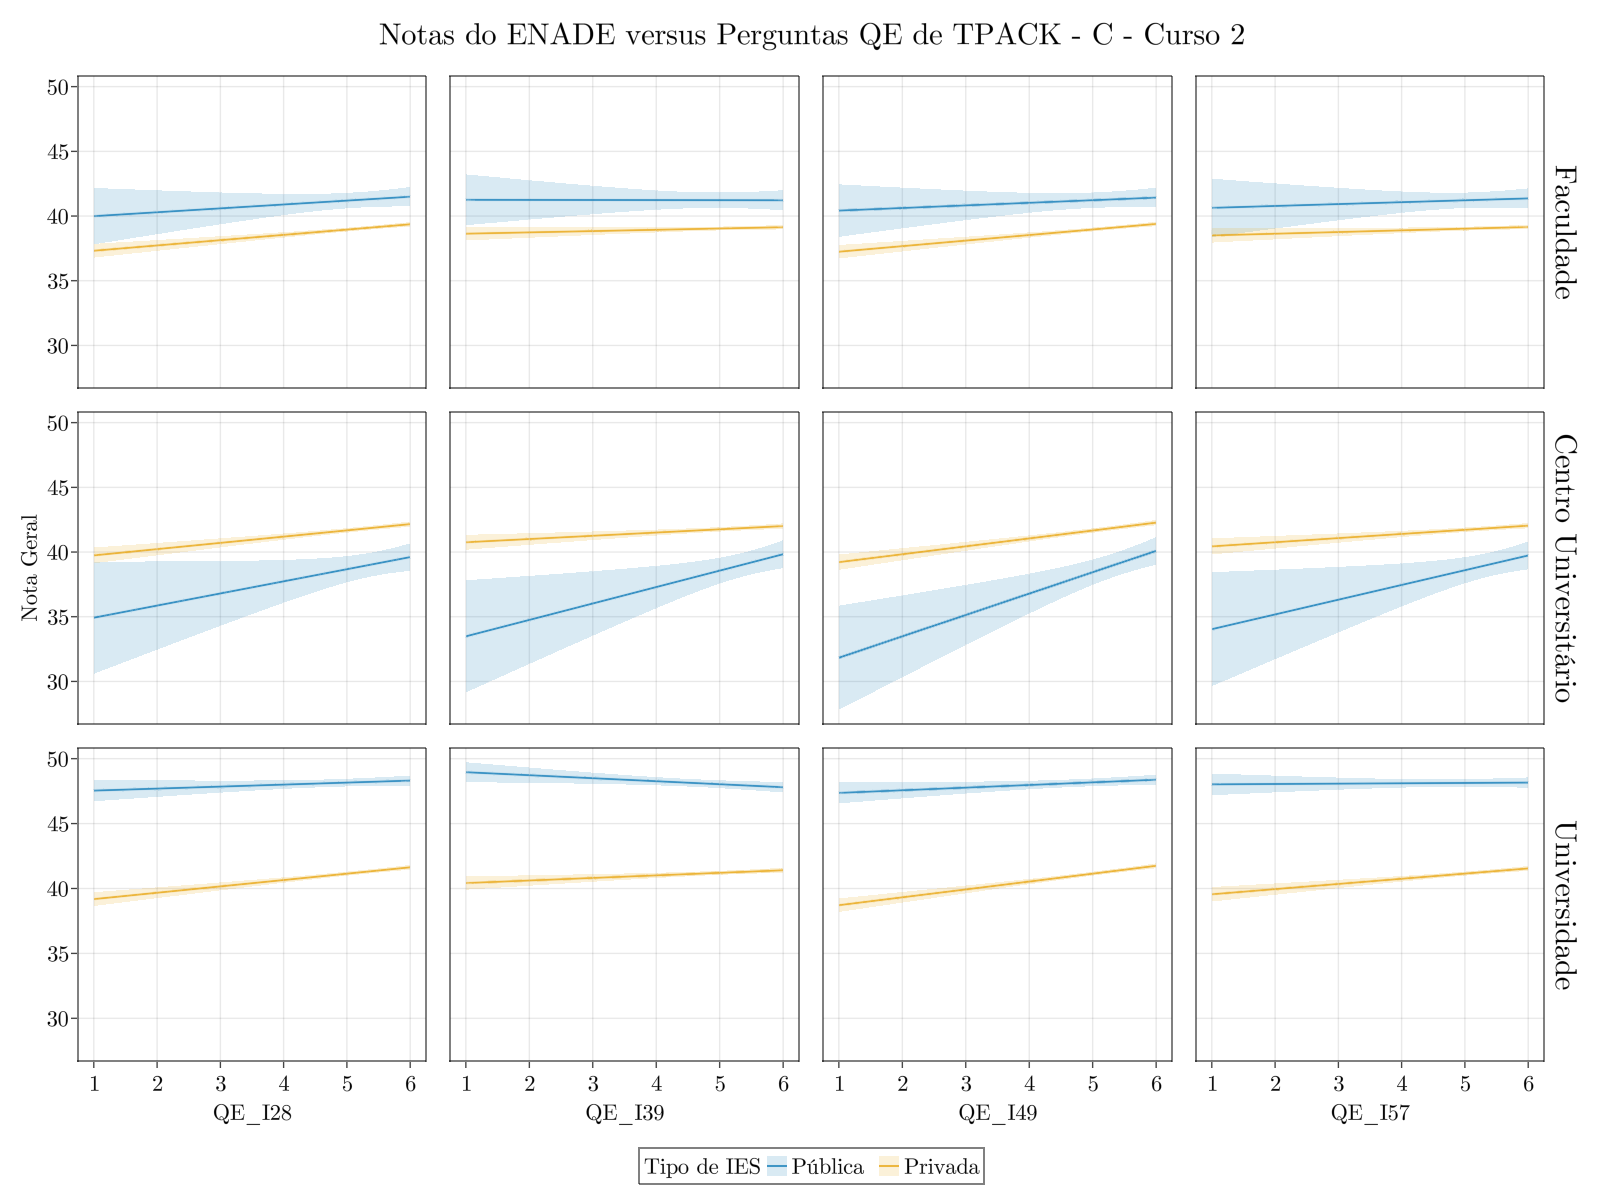 Notas do ENADE versus Perguntas QE de TPACK - C - Curso 2
50
45
40
35
30
Faculdade
50
45
40
35
30
Centro Universitário
Nota Geral
50
45
40
35
30
Universidade
1 2 3 4 5 6
1 2 3 4 5 6
1 2 3 4 5 6
1 2 3 4 5 6
QE_I28
QE_I39
QE_I49
QE_I57
Tipo de IES Pública Privada